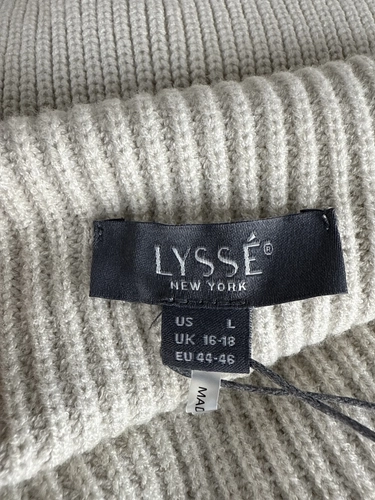 LYSSÉ®
NEW YORK
US L
UK 16-18
EU 44-46
MAD